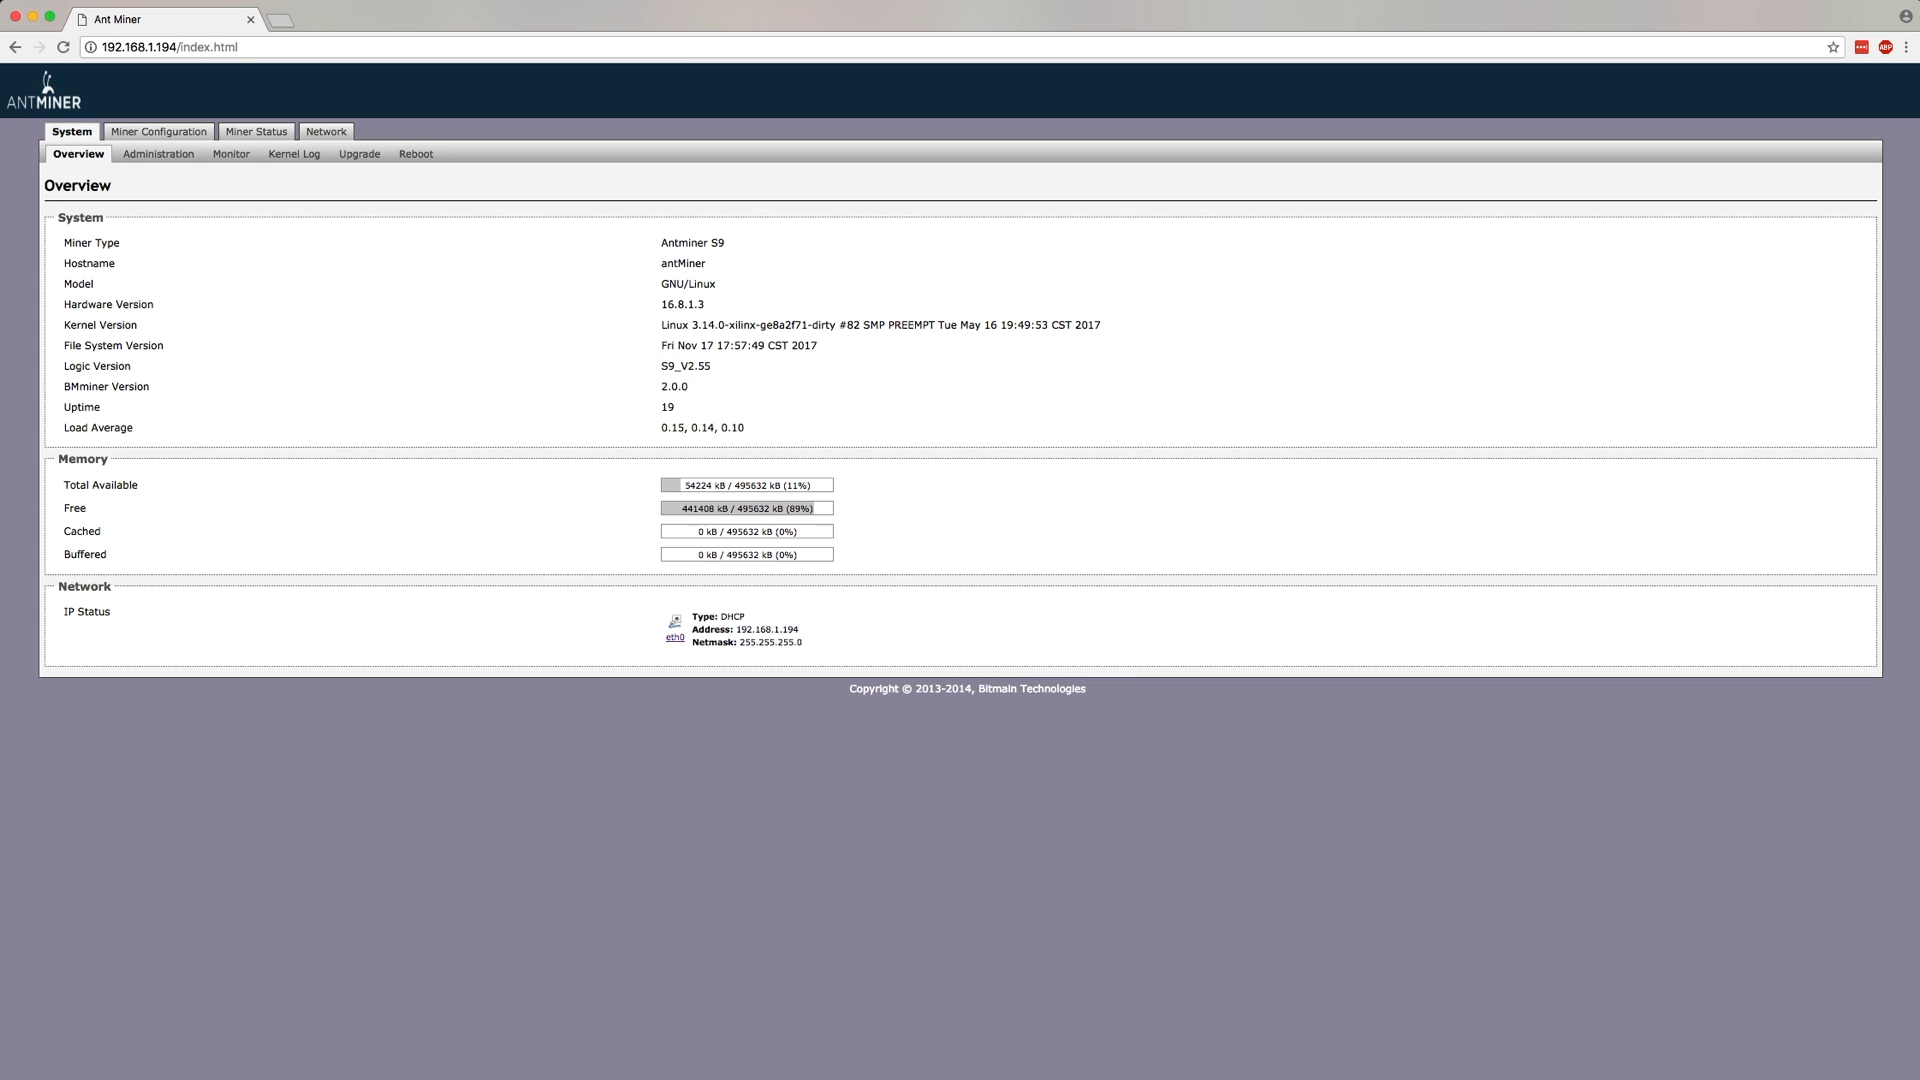 Ant Miner
192.168.1.194/index.html
ABP
ANTMINER
System Miner Configuration Miner Status Network
Overview Administration Monitor Kernel Log Upgrade Reboot
Overview
System
Miner Type Antminer S9
Hostname antMiner
Model GNU/Linux
Hardware Version 16.8.1.3
Kernel Version Linux 3.14.0-xilinx-ge8a2f71-dirty #82 SMP PREEMPT Tue May 16 19:49:53 CST 2017
File System Version Fri Nov 17 17:57:49 CST 2017
Logic Version S9_V2.55
BMminer Version 2.0.0
Uptime 19
Load Average 0.15, 0.14, 0.10
Memory
Total Available 54224 kB / 495632 kB (11%)
Free 441408 kB / 495632 kB (89%)
Cached 0 kB / 495632 kB (0%)
Buffered 0 kB / 495632 kB (0%)
Network
IP Status
Type: DHCP
Address: 192.168.1.194
eth0
Netmask: 255.255.255.0
Copyright © 2013-2014, Bitmain Technologies